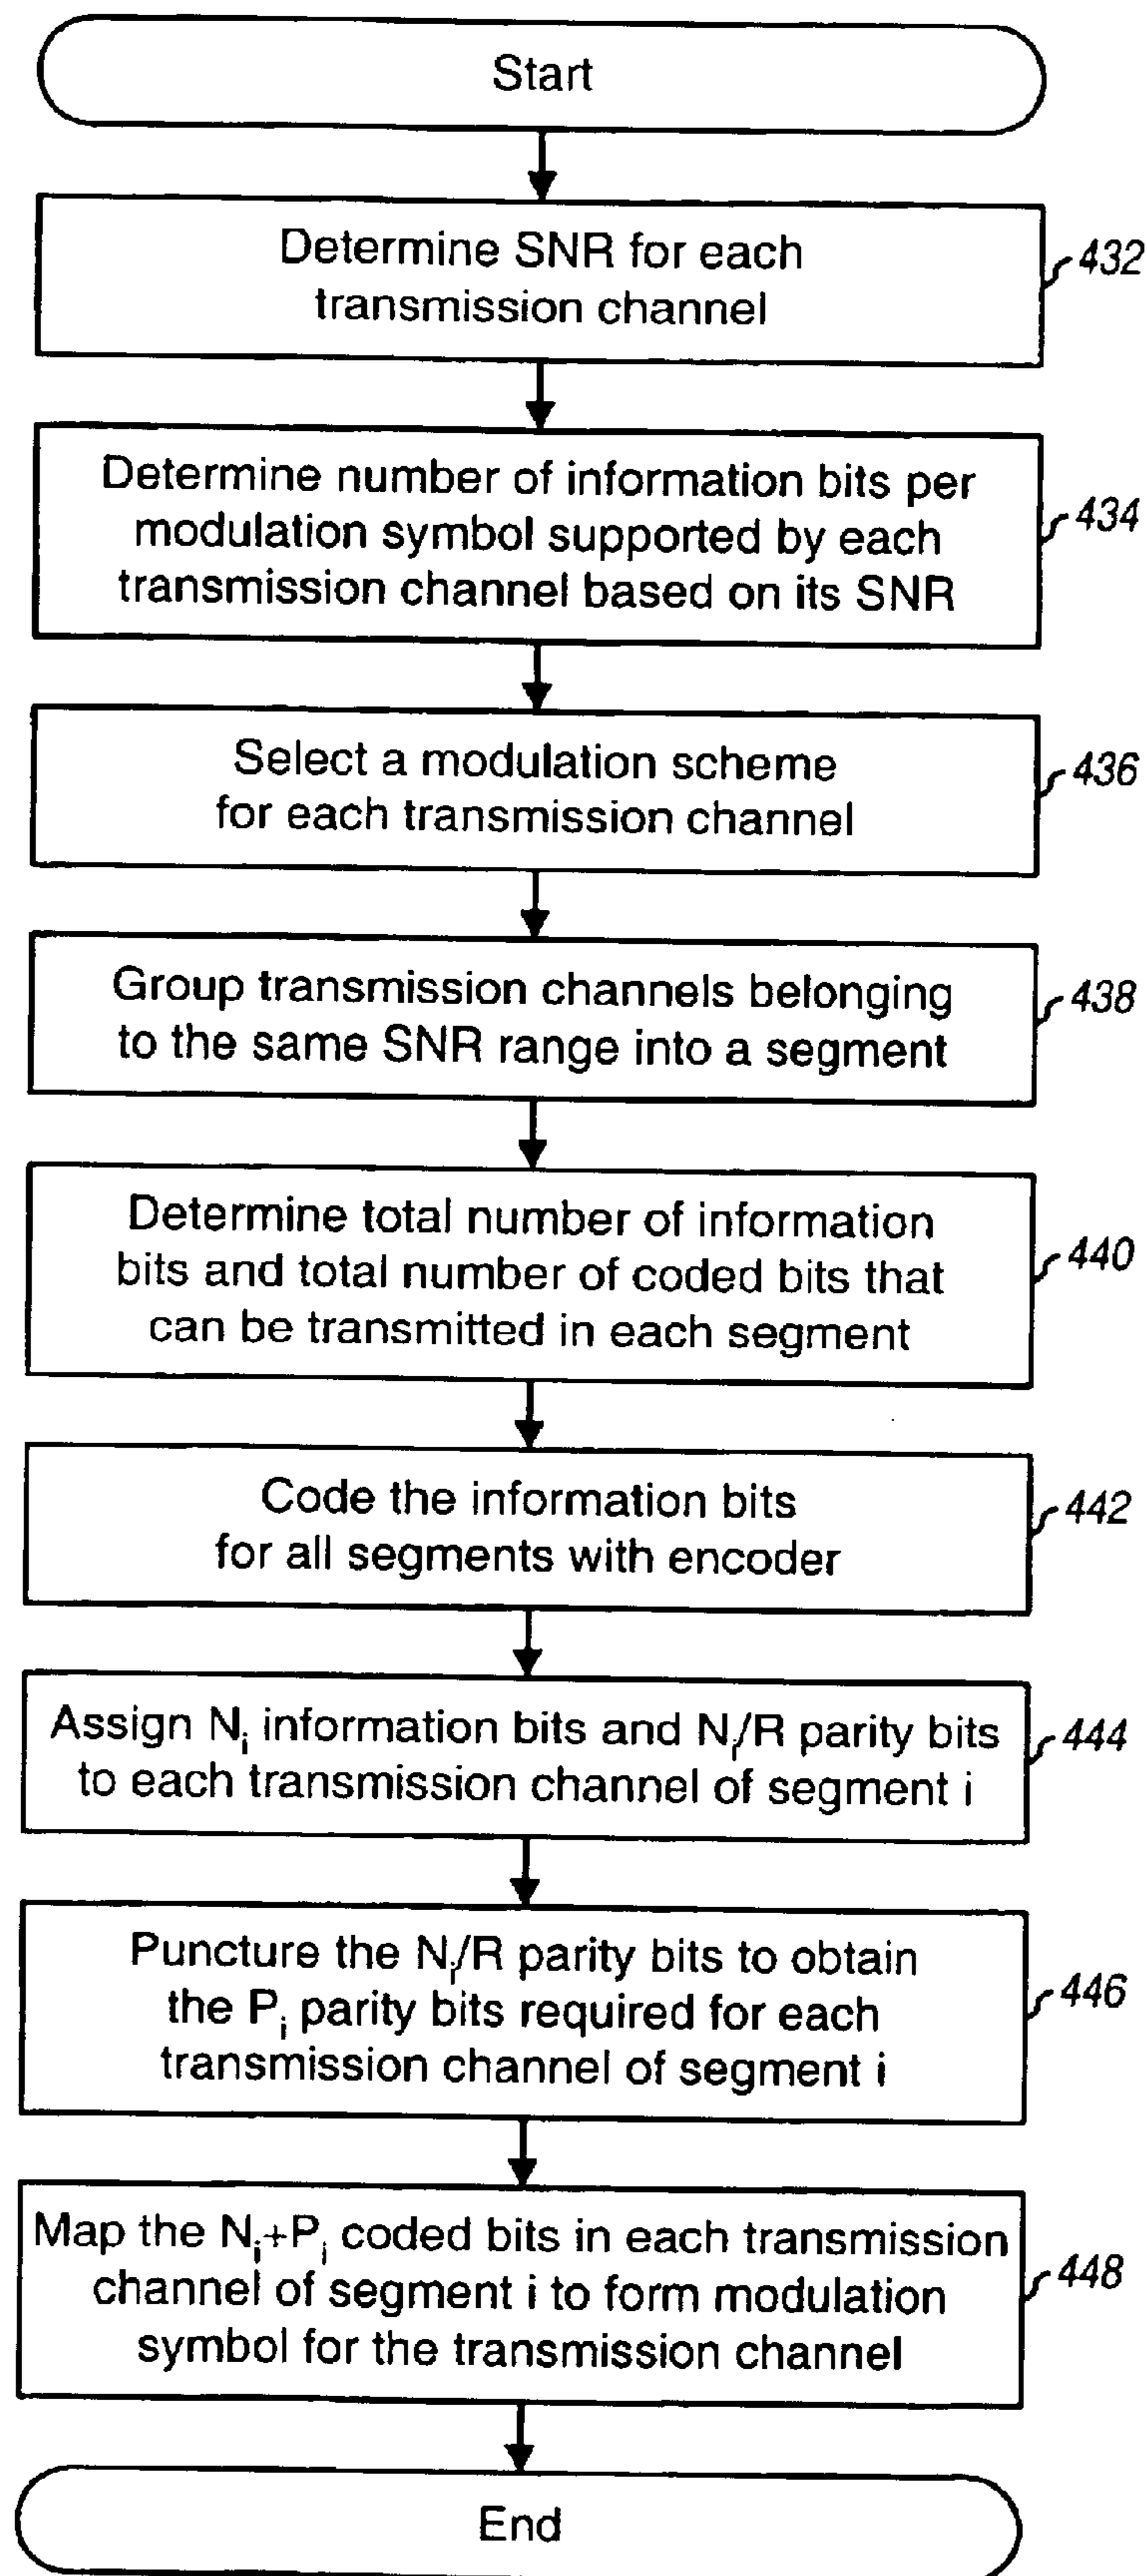 Start
Determine SNR for each
transmission channel
432
Determine number of information bits per
modulation symbol supported by each
transmission channel based on its SNR
434
Select a modulation scheme
for each transmission channel
436
Group transmission channels belonging
to the same SNR range into a segment
438
Determine total number of information
bits and total number of coded bits that
can be transmitted in each segment
440
Code the information bits
for all segments with encoder
442
Assign Ni information bits and Ni/R parity bits
to each transmission channel of segment i
444
Puncture the Ni/R parity bits to obtain
the Pi parity bits required for each
transmission channel of segment i
446
Map the Ni+Pi coded bits in each transmission
channel of segment i to form modulation
symbol for the transmission channel
448
End